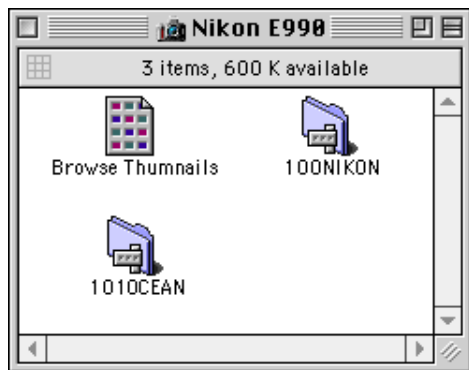 Nikon E990
3 items, 600 K available
Browse Thumnails
100NIKON
101OCEAN